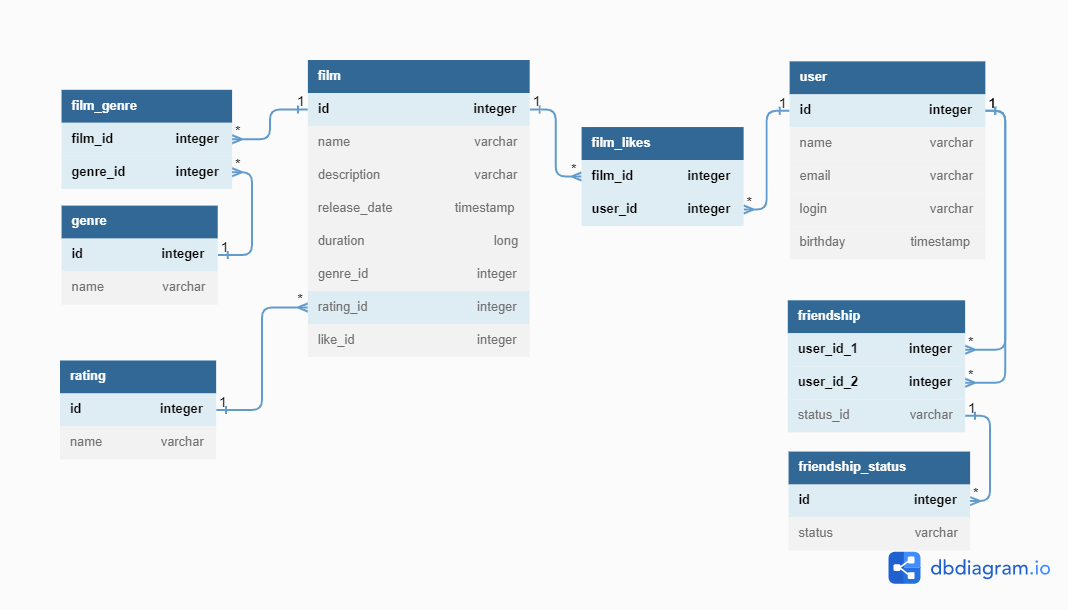 film_genre
film_id integer
genre_id integer
genre
id integer
name varchar
rating
id integer
name varchar
film
id integer
name varchar
description varchar
release_date timestamp
duration long
genre_id integer
rating_id integer
like_id integer
film_likes
film_id integer
user_id integer
user
id integer
name varchar
email varchar
login varchar
birthday timestamp
friendship
user_id_1 integer
user_id_2 integer
status_id varchar
friendship_status
id integer
status varchar
1
*
*
1
*
1
1
*
*
1
1
*
*
1
*
dbdiagram.io